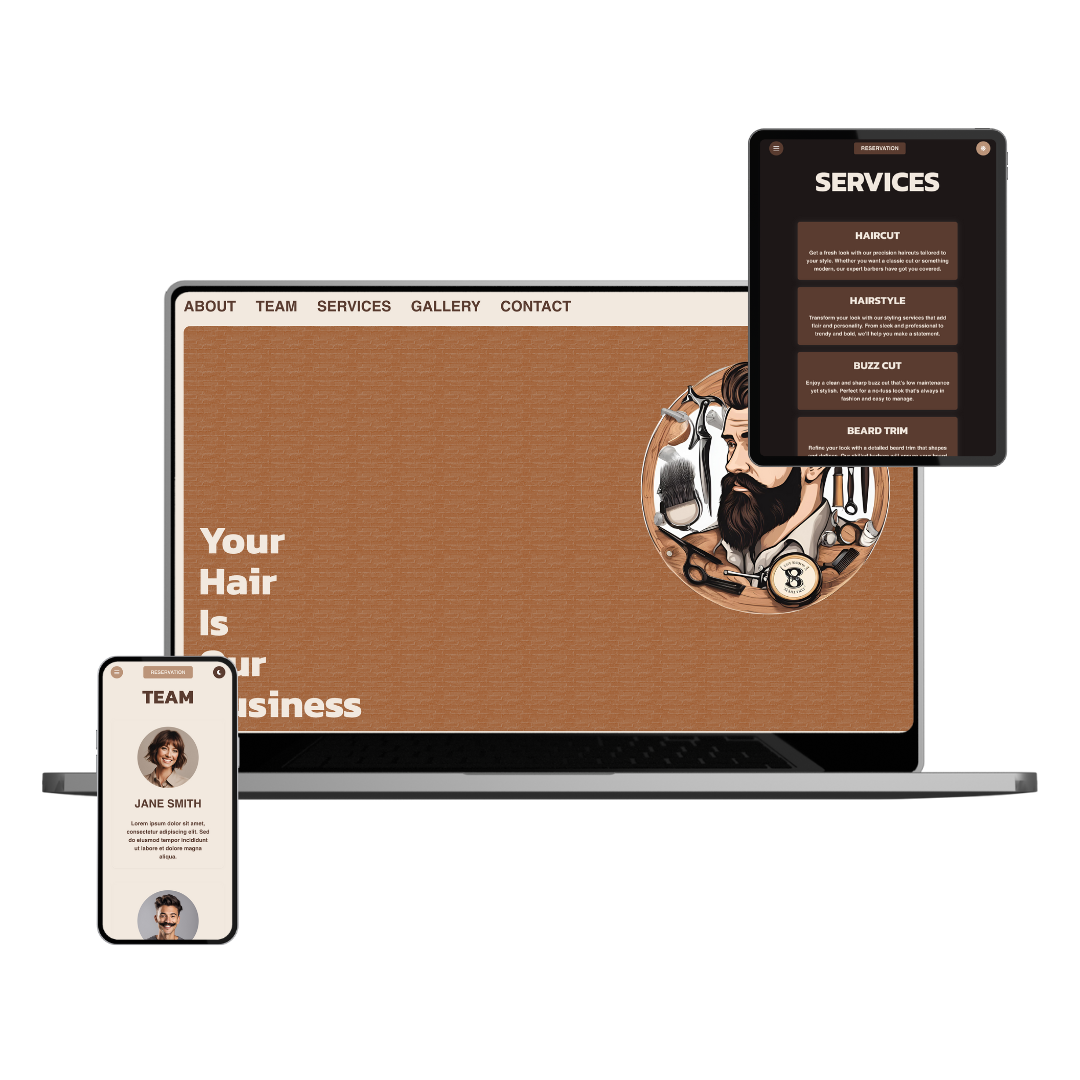 ABOUT TEAM SERVICES GALLERY CONTACT
Your
Hair
Is
ur
usiness
RESERVATION
SERVICES
HAIRCUT
Get a fresh look with our precision haircuts tailored to
your style. Whether you want a classic cut or something
modern, our expert barbers have got you covered.
HAIRSTYLE
Transform your look with our styling services that add
flair and personality. From sleek and professional to
trendy and bold, we'll help you make a statement.
BUZZ CUT
Enjoy a clean and sharp buzz cut that's low maintenance
yet stylish. Perfect for a no-fuss look that's always in
fashion and easy to manage.
BEARD TRIM
Refine your look with a detailed beard trim that shapes
RESERVATION
TEAM
JANE SMITH
Lorem ipsum dolor sit amet,
consectetur adipiscing elit. Sed
do eiusmod tempor incididunt
ut labore et dolore magna
aliqua.
B